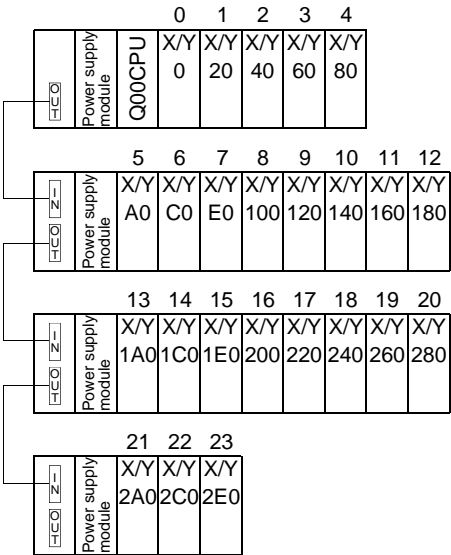 0 1 2 3 4
OUT
Power supply module
Q00CPU
X/Y X/Y X/Y X/Y X/Y
0 20 40 60 80
5 6 7 8 9 10 11 12
IN
OUT
Power supply module
X/Y X/Y X/Y X/Y X/Y X/Y X/Y X/Y
A0 C0 E0 100 120 140 160 180
13 14 15 16 17 18 19 20
IN
OUT
Power supply module
X/Y X/Y X/Y X/Y X/Y X/Y X/Y X/Y
1A0 1C0 1E0 200 220 240 260 280
21 22 23
IN
OUT
Power supply module
X/Y X/Y X/Y
2A0 2C0 2E0